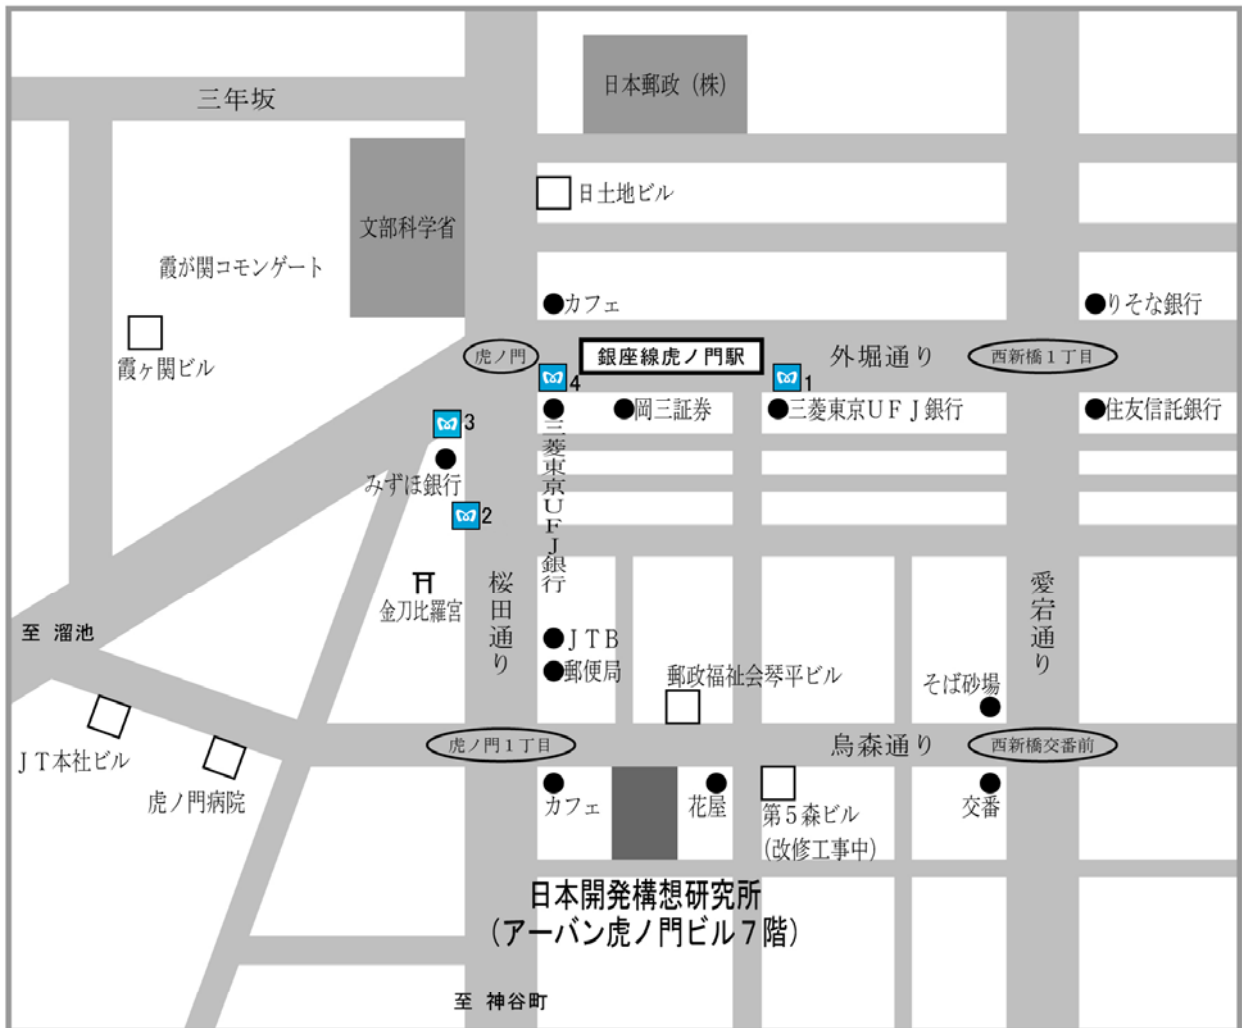 日本郵政（株）
三年坂
日土地ビル
文部科学省
霞が関コモンゲート
カフェ
りそな銀行
霞ヶ関ビル
虎ノ門
銀座線虎ノ門駅
外堀通り
西新橋１丁目
4
1
岡三証券
三菱東京ＵＦＪ銀行
住友信託銀行
3
三菱東京ＵＦＪ銀行
みずほ銀行
2
桜田通り
愛宕通り
金刀比羅宮
至 溜池
ＪＴＢ
郵便局
郵政福祉会琴平ビル
そば砂場
虎ノ門１丁目
烏森通り
西新橋交番前
ＪＴ本社ビル
虎ノ門病院
カフェ
花屋
第５森ビル
（改修工事中）
交番
日本開発構想研究所
（アーバン虎ノ門ビル７階）
至 神谷町